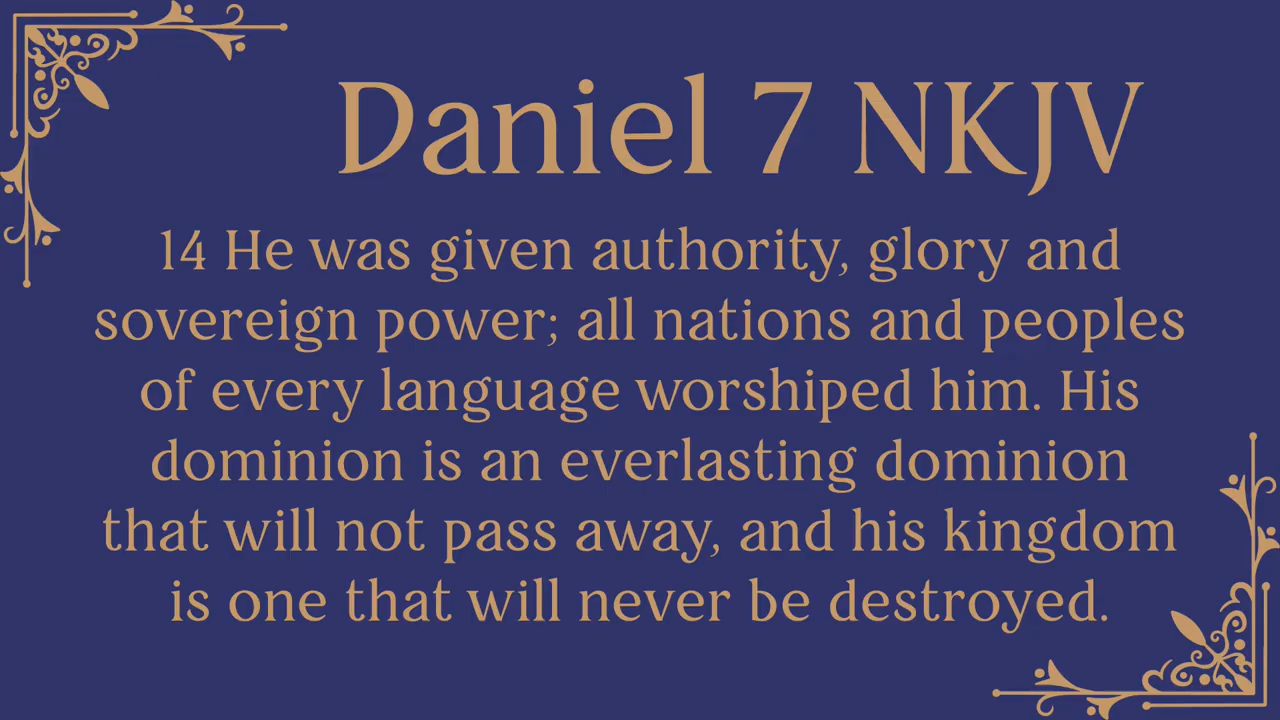 Daniel 7 NKJV
14 He was given authority, glory and
sovereign power; all nations and peoples
of every language worshiped him. His
dominion is an everlasting dominion
that will not pass away, and his kingdom
is one that will never be destroyed.